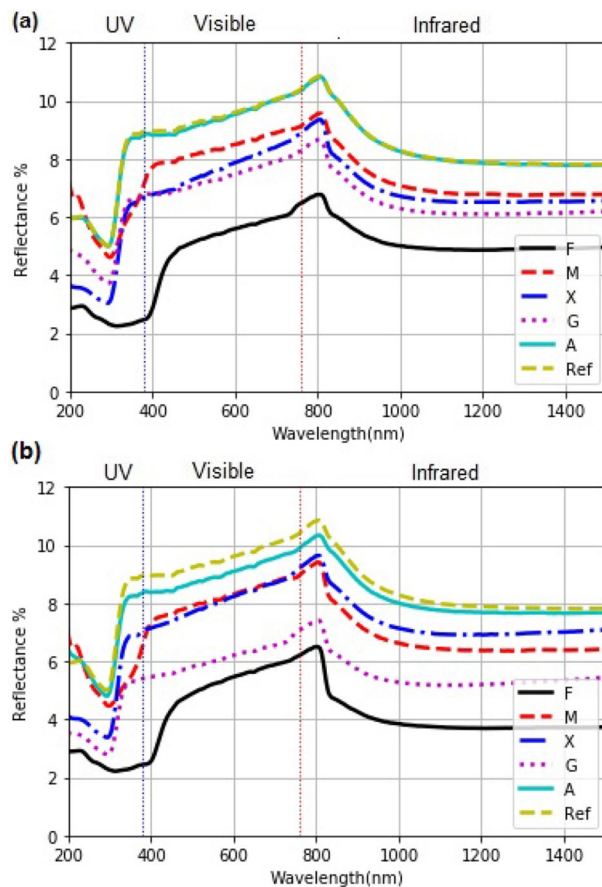 (a) UV Visible Infrared
12
10
8
6
4
2
0
Reflectance %
F
M
X
G
A
Ref
200 400 600 800 1000 1200 1400
Wavelength(nm)
(b) UV Visible Infrared
12
10
8
6
4
2
0
Reflectance %
F
M
X
G
A
Ref
200 400 600 800 1000 1200 1400
Wavelength(nm)